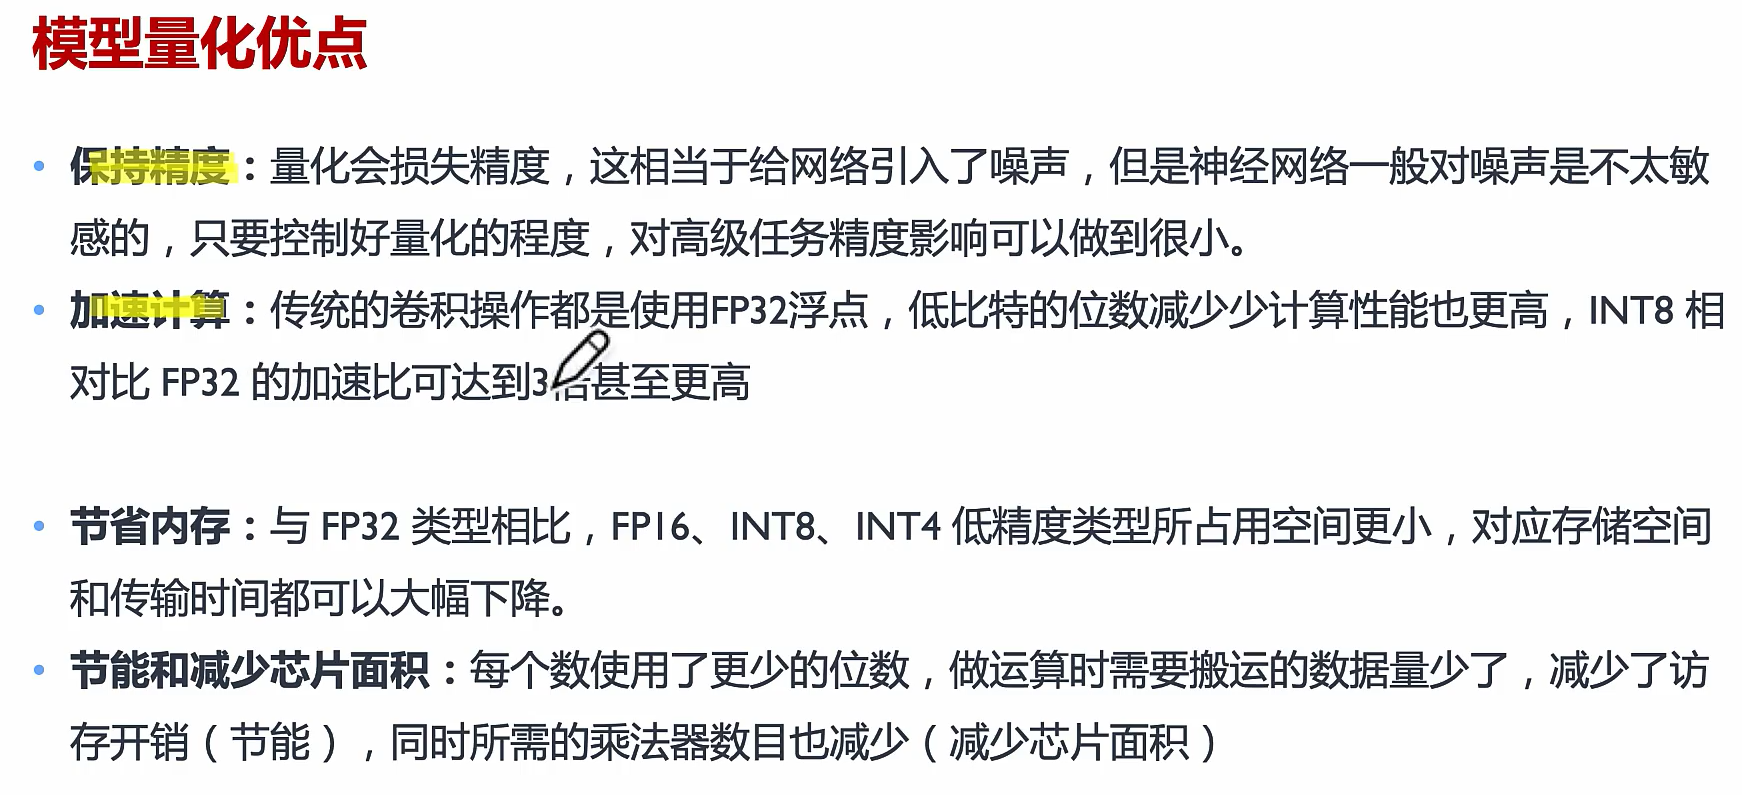 模型量化优点
保持精度：量化会损失精度，这相当于给网络引入了噪声，但是神经网络一般对噪声是不太敏
感的，只要控制好量化的程度，对高级任务精度影响可以做到很小。
加速计算：传统的卷积操作都是使用FP32浮点，低比特的位数减少少计算性能也更高，INT8 相
对比 FP32 的加速比可达到3倍甚至更高
节省内存：与 FP32 类型相比，FP16、INT8、INT4 低精度类型所占用空间更小，对应存储空间
和传输时间都可以大幅下降。
节能和减少芯片面积：每个数使用了更少的位数，做运算时需要搬运的数据量少了，减少了访
存开销（节能），同时所需的乘法器数目也减少（减少芯片面积）